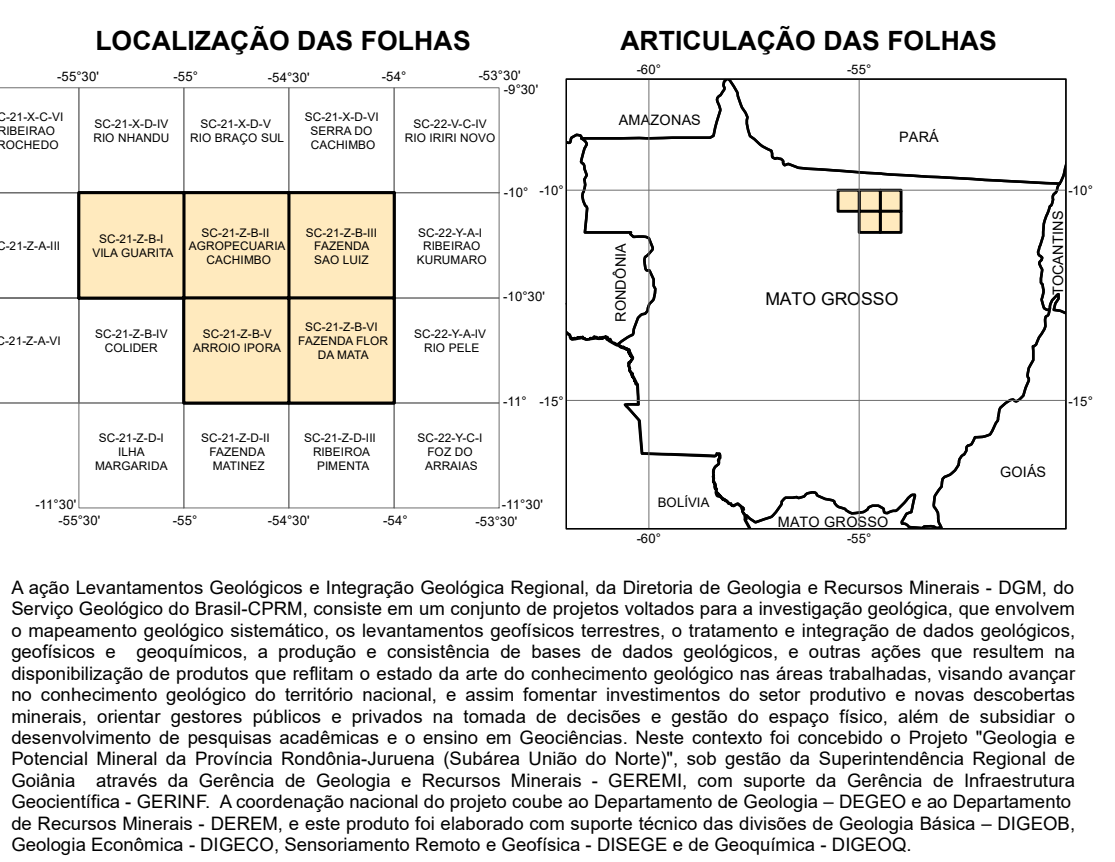 LOCALIZAÇÃO DAS FOLHAS
-55°30'
-55°
-54°30'
-54°
-53°30'
-9°30'
SC-21-X-C-VI
RIBEIRAO
ROCHEDO
SC-21-X-D-IV
RIO NHANDU
SC-21-X-D-V
RIO BRAÇO SUL
SC-21-X-D-VI
SERRA DO
CACHIMBO
SC-22-V-C-IV
RIO IRIRI NOVO
-10°
C-21-Z-A-III
SC-21-Z-B-I
VILA GUARITA
SC-21-Z-B-II
AGROPECUARIA
CACHIMBO
SC-21-Z-B-III
FAZENDA
SAO LUIZ
SC-22-Y-A-I
RIBEIRAO
KURUMARO
-10°30'
C-21-Z-A-VI
SC-21-Z-B-IV
COLIDER
SC-21-Z-B-V
ARROIO IPORA
SC-21-Z-B-VI
FAZENDA FLOR
DA MATA
SC-22-Y-A-IV
RIO PELE
-11°
SC-21-Z-D-I
ILHA
MARGARIDA
SC-21-Z-D-II
FAZENDA
MATINEZ
SC-21-Z-D-III
RIBEIROA
PIMENTA
SC-22-Y-C-I
FOZ DO
ARRAIAS
-11°30'
-11°30'
-55°30'
-55°
-54°30'
-54°
-53°30'
ARTICULAÇÃO DAS FOLHAS
-60°
-55°
AMAZONAS
PARÁ
-10°
-10°
TOCANTINS
RONDÔNIA
MATO GROSSO
-15°
-15°
GOIÁS
BOLÍVIA
MATO GROSSO
-60°
-55°
A ação Levantamentos Geológicos e Integração Geológica Regional, da Diretoria de Geologia e Recursos Minerais - DGM, do
Serviço Geológico do Brasil-CPRM, consiste em um conjunto de projetos voltados para a investigação geológica, que envolvem
o mapeamento geológico sistemático, os levantamentos geofísicos terrestres, o tratamento e integração de dados geológicos,
geofísicos e geoquímicos, a produção e consistência de bases de dados geológicos, e outras ações que resultem na
disponibilização de produtos que reflitam o estado da arte do conhecimento geológico nas áreas trabalhadas, visando avançar
no conhecimento geológico do território nacional, e assim fomentar investimentos do setor produtivo e novas descobertas
minerais, orientar gestores públicos e privados na tomada de decisões e gestão do espaço físico, além de subsidiar o
desenvolvimento de pesquisas acadêmicas e o ensino em Geociências. Neste contexto foi concebido o Projeto "Geologia e
Potencial Mineral da Província Rondônia-Juruena (Subárea União do Norte)", sob gestão da Superintendência Regional de
Goiânia através da Gerência de Geologia e Recursos Minerais - GEREMI, com suporte da Gerência de Infraestrutura
Geocientífica - GERINF. A coordenação nacional do projeto coube ao Departamento de Geologia – DEGEO e ao Departamento
de Recursos Minerais - DEREM, e este produto foi elaborado com suporte técnico das divisões de Geologia Básica – DIGEOB,
Geologia Econômica - DIGECO, Sensoriamento Remoto e Geofísica - DISEGE e de Geoquímica - DIGEOQ.